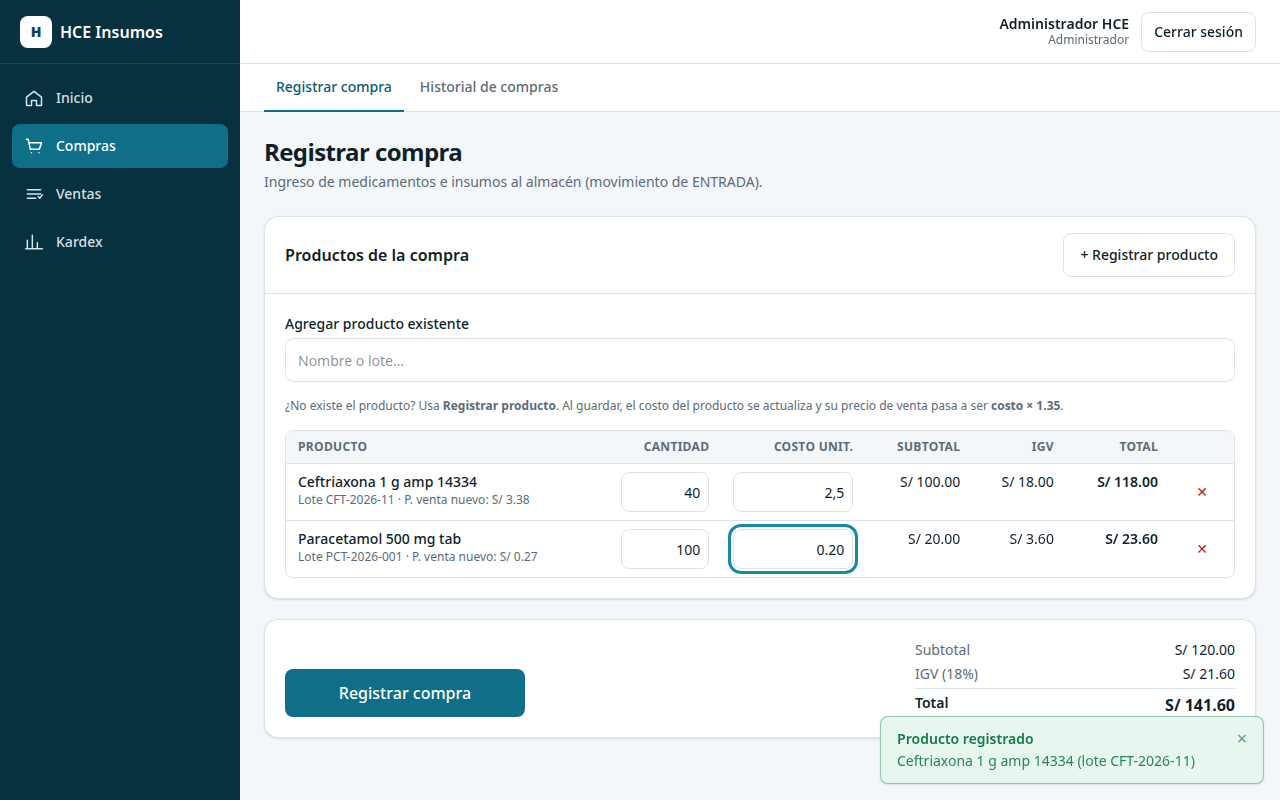 H HCE Insumos
Administrador HCE
Administrador
Cerrar sesión
Inicio
Compras
Ventas
Kardex
Registrar compra Historial de compras
Registrar compra
Ingreso de medicamentos e insumos al almacén (movimiento de ENTRADA).
Productos de la compra
+ Registrar producto
Agregar producto existente
Nombre o lote...
¿No existe el producto? Usa Registrar producto. Al guardar, el costo del producto se actualiza y su precio de venta pasa a ser costo × 1.35.
PRODUCTO CANTIDAD COSTO UNIT. SUBTOTAL IGV TOTAL
Ceftriaxona 1 g amp 14334 40 2,5 S/ 100.00 S/ 18.00 S/ 118.00 ×
Lote CFT-2026-11 · P. venta nuevo: S/ 3.38
Paracetamol 500 mg tab 100 0.20 S/ 20.00 S/ 3.60 S/ 23.60 ×
Lote PCT-2026-001 · P. venta nuevo: S/ 0.27
Registrar compra
Subtotal S/ 120.00
IGV (18%) S/ 21.60
Total S/ 141.60
Producto registrado ×
Ceftriaxona 1 g amp 14334 (lote CFT-2026-11)